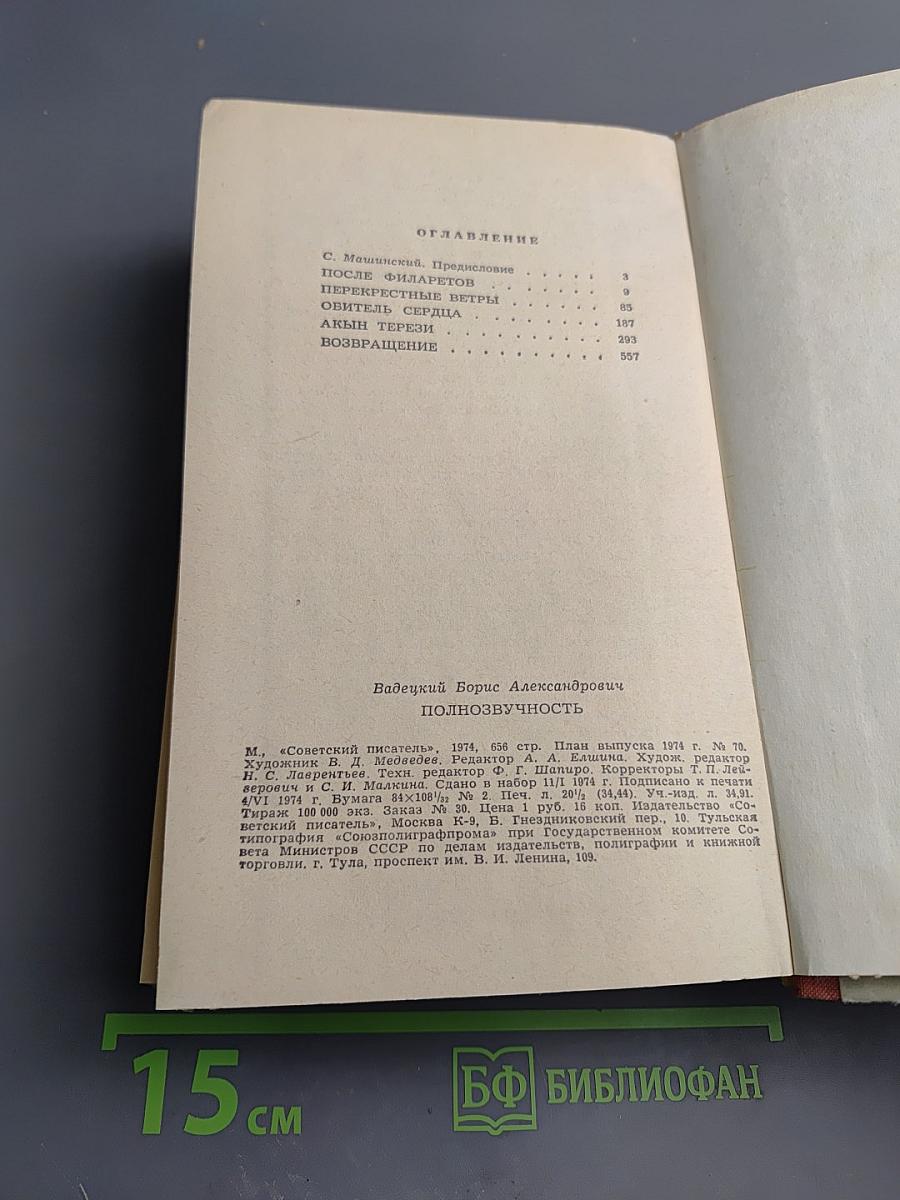 ОГЛАВЛЕНИЕ
С. Машинский. Предисловие . . . . . 3
ПОСЛЕ ФИЛАРЕТОВ . . . . . . . 9
ПЕРЕКРЕСТНЫЕ ВЕТРЫ . . . . . . 85
ОБИТЕЛЬ СЕРДЦА . . . . . . . . 187
АКЫН ТЕРЕЗИ . . . . . . . . . 293
ВОЗВРАЩЕНИЕ . . . . . . . . . . 557
Вадецкий Борис Александрович
ПОЛНОЗВУЧНОСТЬ
М., «Советский писатель», 1974, 656 стр. План выпуска 1974 г. № 70.
Художник В. Д. Медведев. Редактор А. А. Елшина. Худож. редактор
Н. С. Лаврентьев. Техн. редактор Ф. Г. Шапиро. Корректоры Т. П. Лей-
верович и С. И. Малкина. Сдано в набор 11/I 1974 г. Подписано к печати
4/VI 1974 г. Бумага 84×108¹/₃₂ № 2. Печ. л. 20¹/₂ (34,44). Уч.-изд. л. 34,91.
Тираж 100 000 экз. Заказ № 30. Цена 1 руб. 16 коп. Издательство «Со-
ветский писатель», Москва К-9, Б. Гнездниковский пер., 10. Тульская
типография «Союзполиграфпрома» при Государственном комитете Со-
вета Министров СССР по делам издательств, полиграфии и книжной
торговли. г. Тула, проспект им. В. И. Ленина, 109.
15 см
БФ БИБЛИОФАН